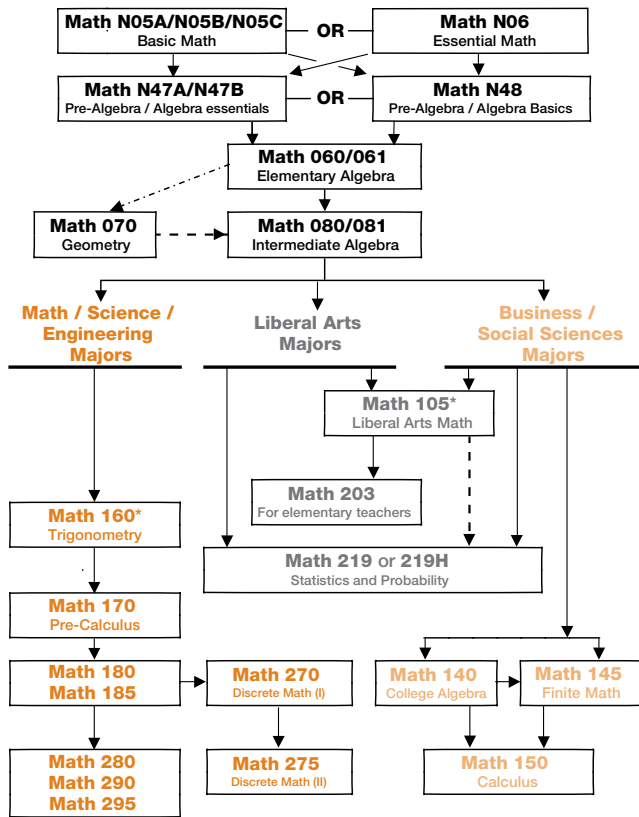 Math N05A/N05B/N05C
Basic Math
OR
Math N06
Essential Math
Math N47A/N47B
Pre-Algebra / Algebra essentials
OR
Math N48
Pre-Algebra / Algebra Basics
Math 060/061
Elementary Algebra
Math 070
Geometry
Math 080/081
Intermediate Algebra
Math / Science /
Engineering
Majors
Liberal Arts
Majors
Business /
Social Sciences
Majors
Math 105*
Liberal Arts Math
Math 203
For elementary teachers
Math 160*
Trigonometry
Math 219 or 219H
Statistics and Probability
Math 170
Pre-Calculus
Math 180
Math 185
Math 270
Discrete Math (I)
Math 140
College Algebra
Math 145
Finite Math
Math 280
Math 290
Math 295
Math 275
Discrete Math (II)
Math 150
Calculus